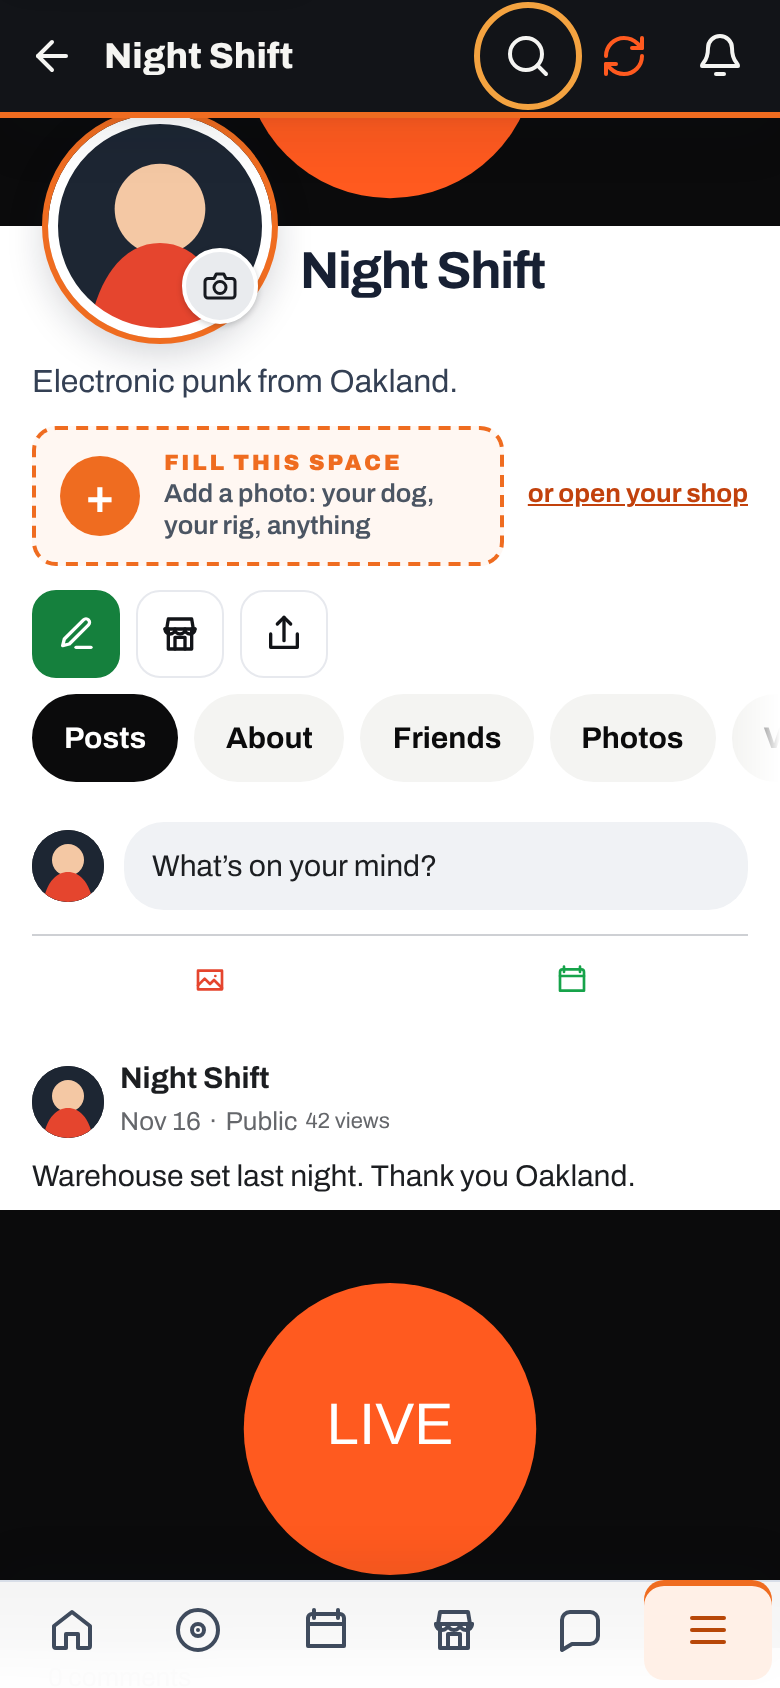 Night Shift
Night Shift
Electronic punk from Oakland.
FILL THIS SPACE
Add a photo: your dog,
your rig, anything
or open your shop
Posts
About
Friends
Photos
What’s on your mind?
Night Shift
Nov 16 · Public 42 views
Warehouse set last night. Thank you Oakland.
LIVE
0 comments